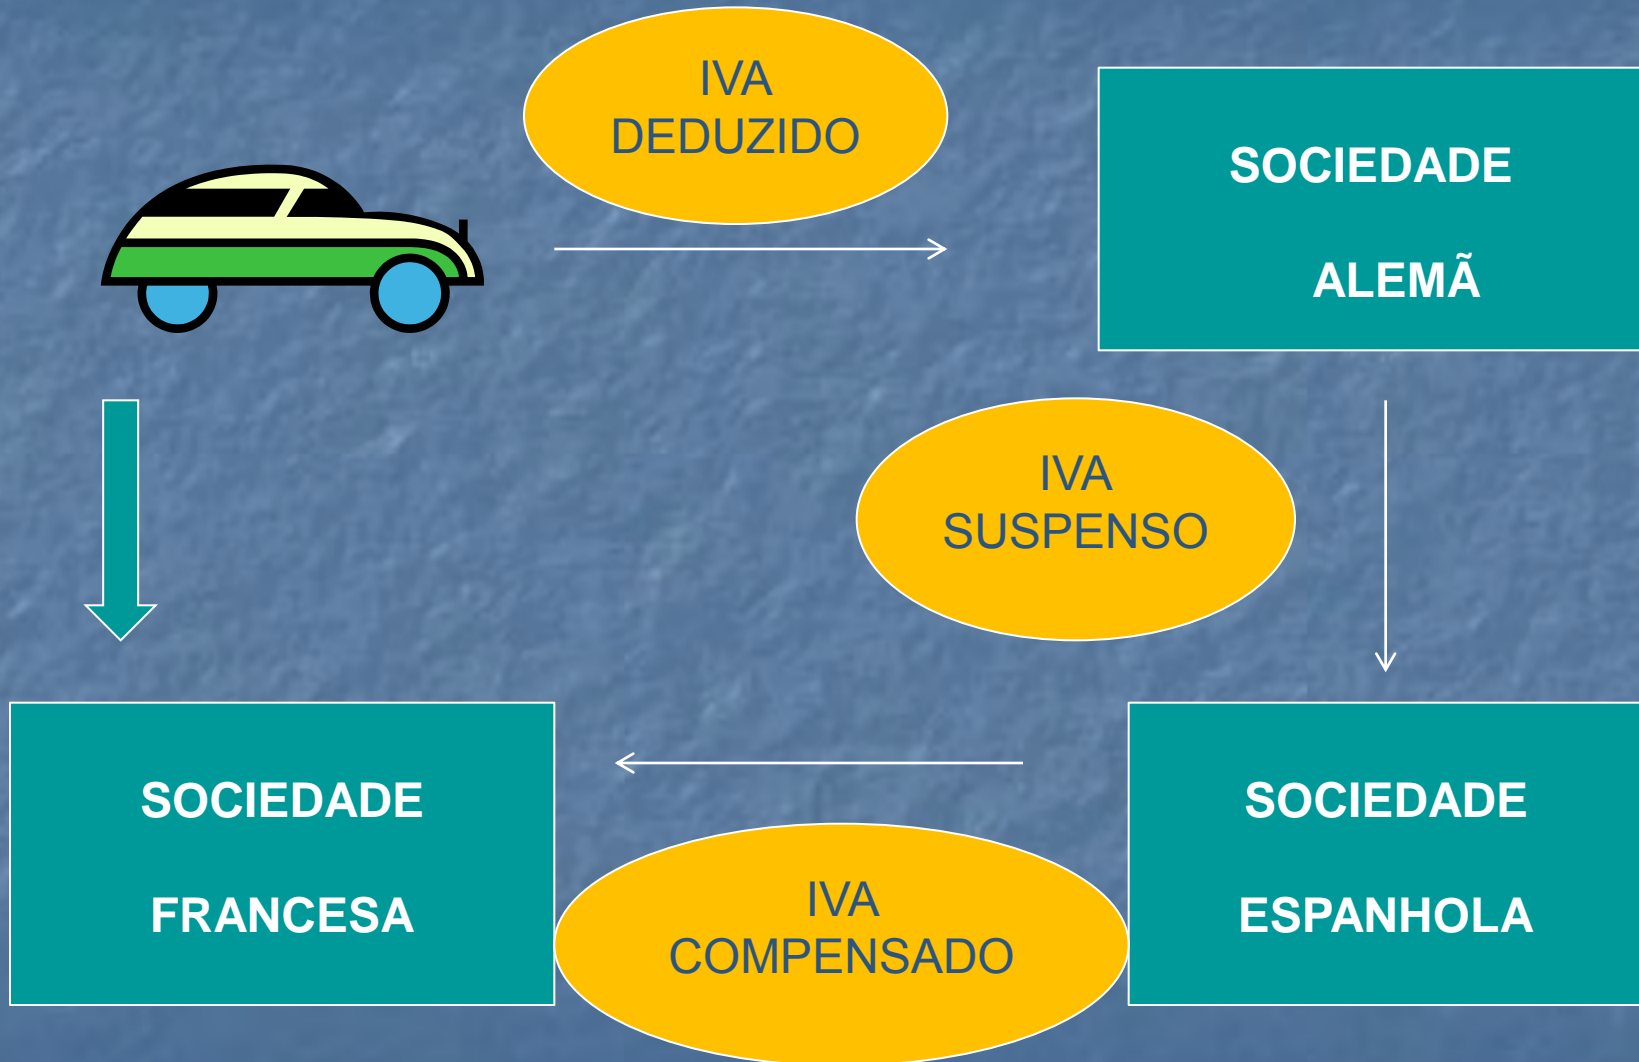 IVA
DEDUZIDO
SOCIEDADE
ALEMÃ
IVA
SUSPENSO
SOCIEDADE
FRANCESA
IVA
COMPENSADO
SOCIEDADE
ESPANHOLA